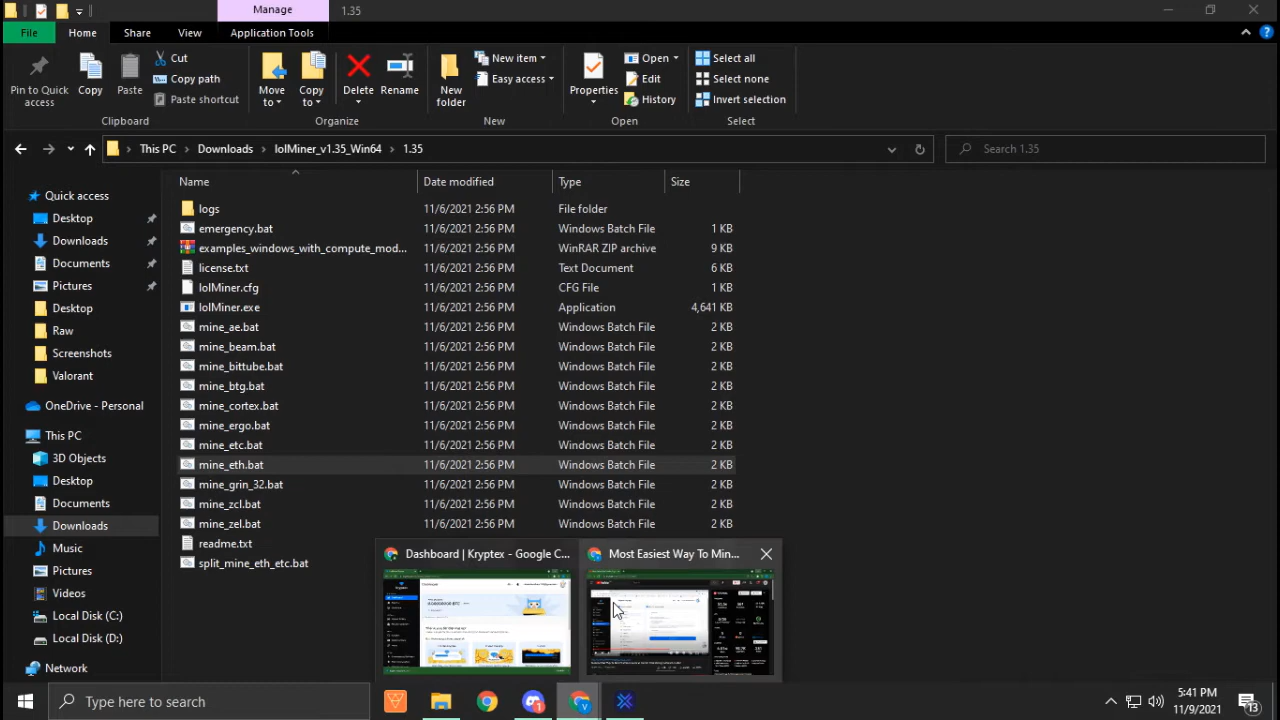 Manage 1.35
File Home Share View Application Tools
Pin to Quick access
Copy
Paste
Cut
Copy path
Paste shortcut
Clipboard
Move to
Copy to
Delete
Rename
Organize
New folder
New item
Easy access
New
Properties
Open
Edit
History
Open
Select all
Select none
Invert selection
Select
This PC Downloads lolMiner_v1.35_Win64 1.35
Search 1.35
Name Date modified Type Size
logs 11/6/2021 2:56 PM File folder
emergency.bat 11/6/2021 2:56 PM Windows Batch File 1 KB
examples_windows_with_compute_mod... 11/6/2021 2:56 PM WinRAR ZIP archive 9 KB
license.txt 11/6/2021 2:56 PM Text Document 6 KB
lolMiner.cfg 11/6/2021 2:56 PM CFG File 1 KB
lolMiner.exe 11/6/2021 2:56 PM Application 4,641 KB
mine_ae.bat 11/6/2021 2:56 PM Windows Batch File 2 KB
mine_beam.bat 11/6/2021 2:56 PM Windows Batch File 2 KB
mine_bittube.bat 11/6/2021 2:56 PM Windows Batch File 2 KB
mine_btg.bat 11/6/2021 2:56 PM Windows Batch File 2 KB
mine_cortex.bat 11/6/2021 2:56 PM Windows Batch File 2 KB
mine_ergo.bat 11/6/2021 2:56 PM Windows Batch File 2 KB
mine_etc.bat 11/6/2021 2:56 PM Windows Batch File 2 KB
mine_eth.bat 11/6/2021 2:56 PM Windows Batch File 2 KB
mine_grin_32.bat 11/6/2021 2:56 PM Windows Batch File 2 KB
mine_zcl.bat 11/6/2021 2:56 PM Windows Batch File 2 KB
mine_zel.bat 11/6/2021 2:56 PM Windows Batch File 2 KB
readme.txt
split_mine_eth_etc.bat
Quick access
Desktop
Downloads
Documents
Pictures
Desktop
Raw
Screenshots
Valorant
OneDrive - Personal
This PC
3D Objects
Desktop
Documents
Downloads
Music
Pictures
Local Disk (C:)
Local Disk (D:)
Dashboard | Kryptex - Google C...
Most Easiest Way To Min...
Type here to search
5:41 PM
11/9/2021
13